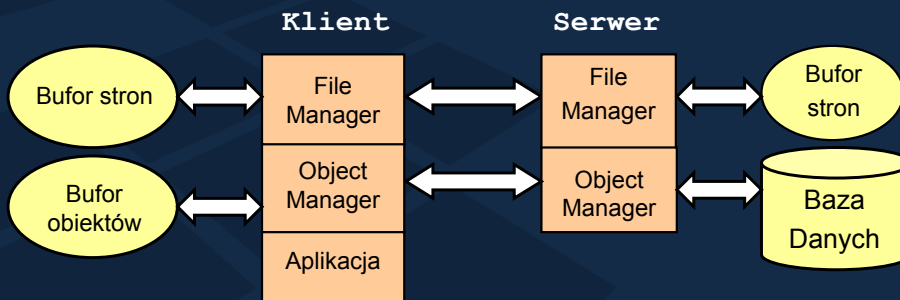 Klient
Serwer
Bufor stron
File
Manager
File
Manager
Bufor
stron
Bufor
obiektów
Object
Manager
Object
Manager
Baza
Danych
Aplikacja